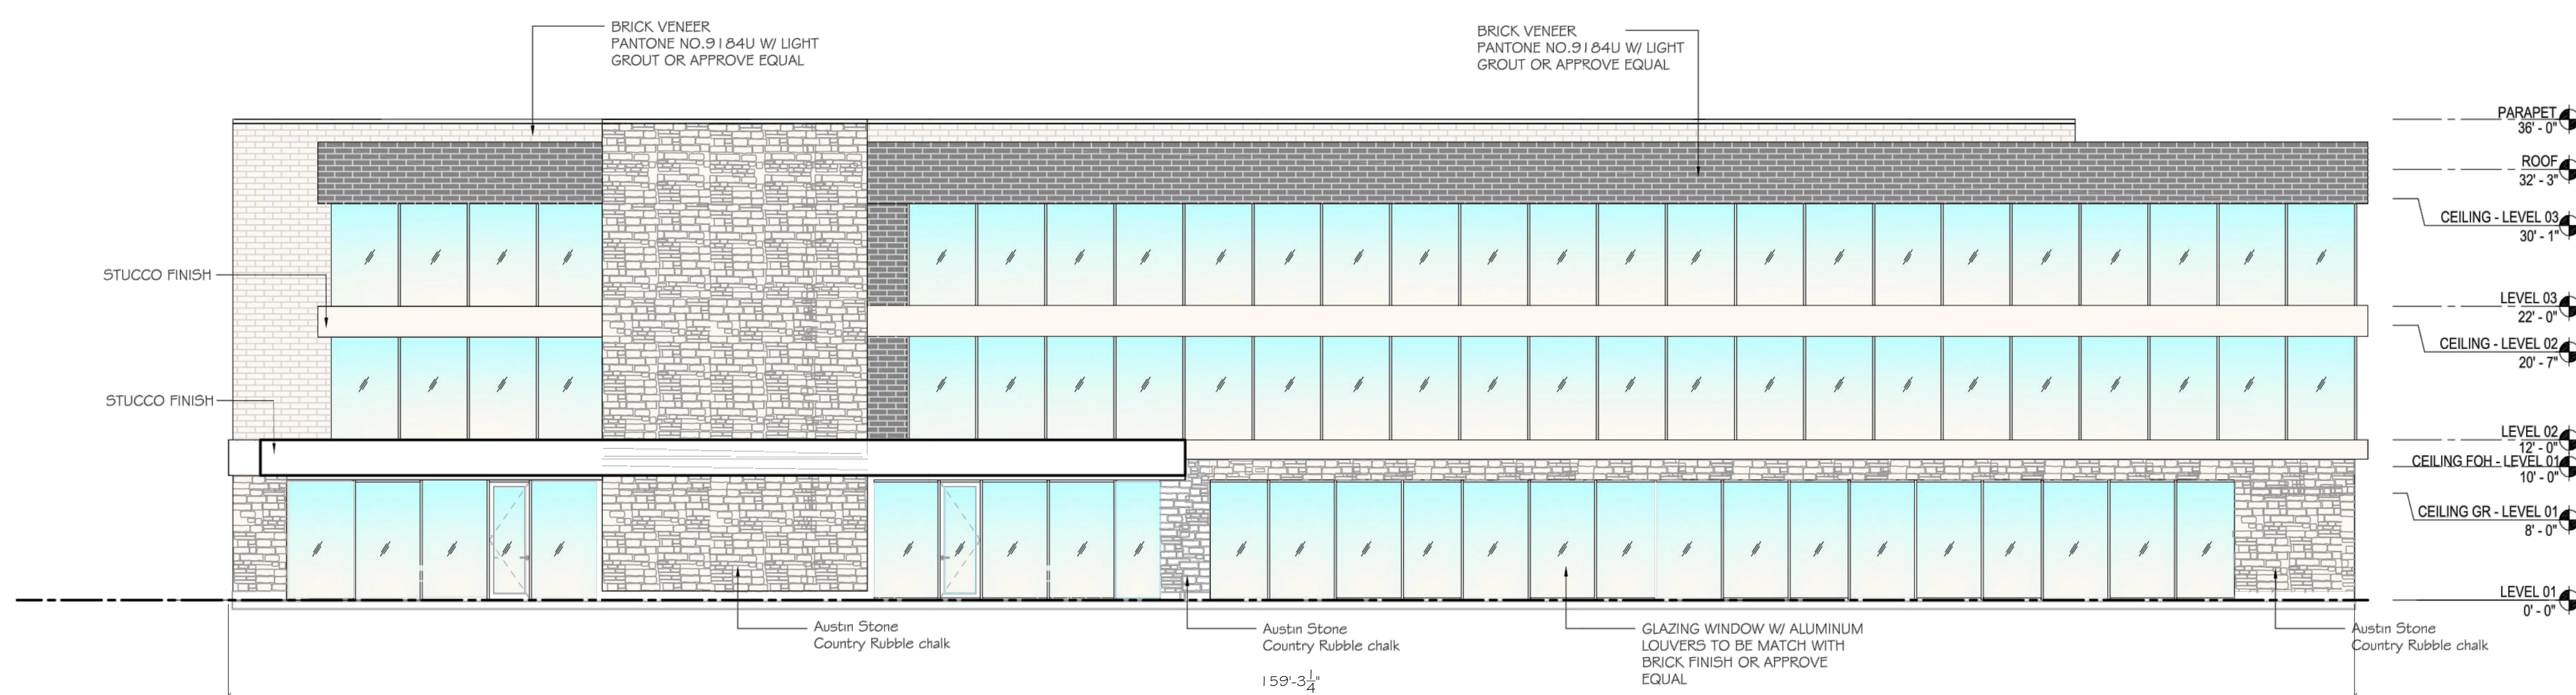 BRICK VENEER
PANTONE NO.9184U W/ LIGHT
GROUT OR APPROVE EQUAL
BRICK VENEER
PANTONE NO.9184U W/ LIGHT
GROUT OR APPROVE EQUAL
PARAPET
36' - 0"
ROOF
32' - 3"
CEILING - LEVEL 03
30' - 1"
STUCCO FINISH
LEVEL 03
22' - 0"
CEILING - LEVEL 02
20' - 7"
STUCCO FINISH
LEVEL 02
12' - 0"
CEILING FOH - LEVEL 01
10' - 0"
CEILING GR - LEVEL 01
8' - 0"
LEVEL 01
0' - 0"
Austin Stone
Country Rubble chalk
Austin Stone
Country Rubble chalk
GLAZING WINDOW W/ ALUMINUM
LOUVERS TO BE MATCH WITH
BRICK FINISH OR APPROVE
EQUAL
Austin Stone
Country Rubble chalk
159'-3 1/4"